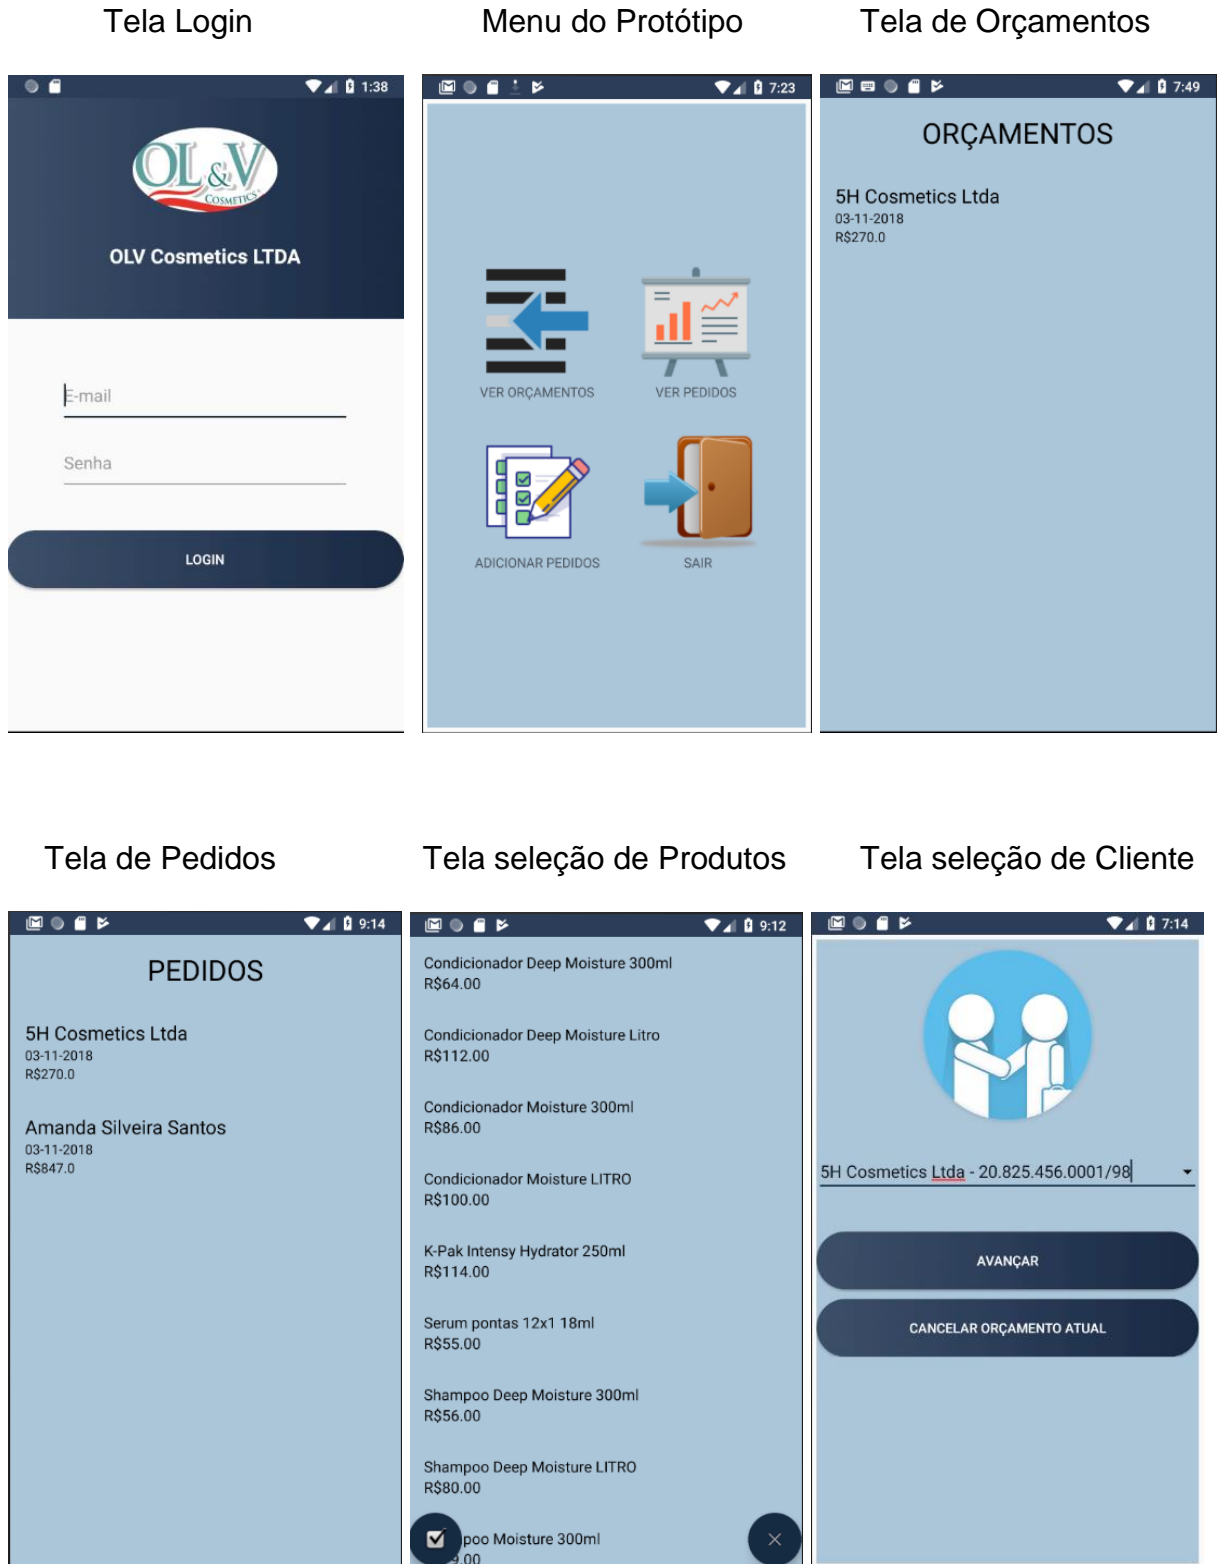 Tela Login
Menu do Protótipo
Tela de Orçamentos
1:38
OL&V
COSMETICS
OLV Cosmetics LTDA
E-mail
Senha
LOGIN
7:23
VER ORÇAMENTOS
VER PEDIDOS
ADICIONAR PEDIDOS
SAIR
7:49
ORÇAMENTOS
5H Cosmetics Ltda
03-11-2018
R$270.0
Tela de Pedidos
Tela seleção de Produtos
Tela seleção de Cliente
9:14
PEDIDOS
5H Cosmetics Ltda
03-11-2018
R$270.0
Amanda Silveira Santos
03-11-2018
R$847.0
9:12
Condicionador Deep Moisture 300ml
R$64.00
Condicionador Deep Moisture Litro
R$112.00
Condicionador Moisture 300ml
R$86.00
Condicionador Moisture LITRO
R$100.00
K-Pak Intensy Hydrator 250ml
R$114.00
Serum pontas 12x1 18ml
R$55.00
Shampoo Deep Moisture 300ml
R$56.00
Shampoo Deep Moisture LITRO
R$80.00
poo Moisture 300ml
9.00
7:14
5H Cosmetics Ltda - 20.825.456.0001/98
AVANÇAR
CANCELAR ORÇAMENTO ATUAL